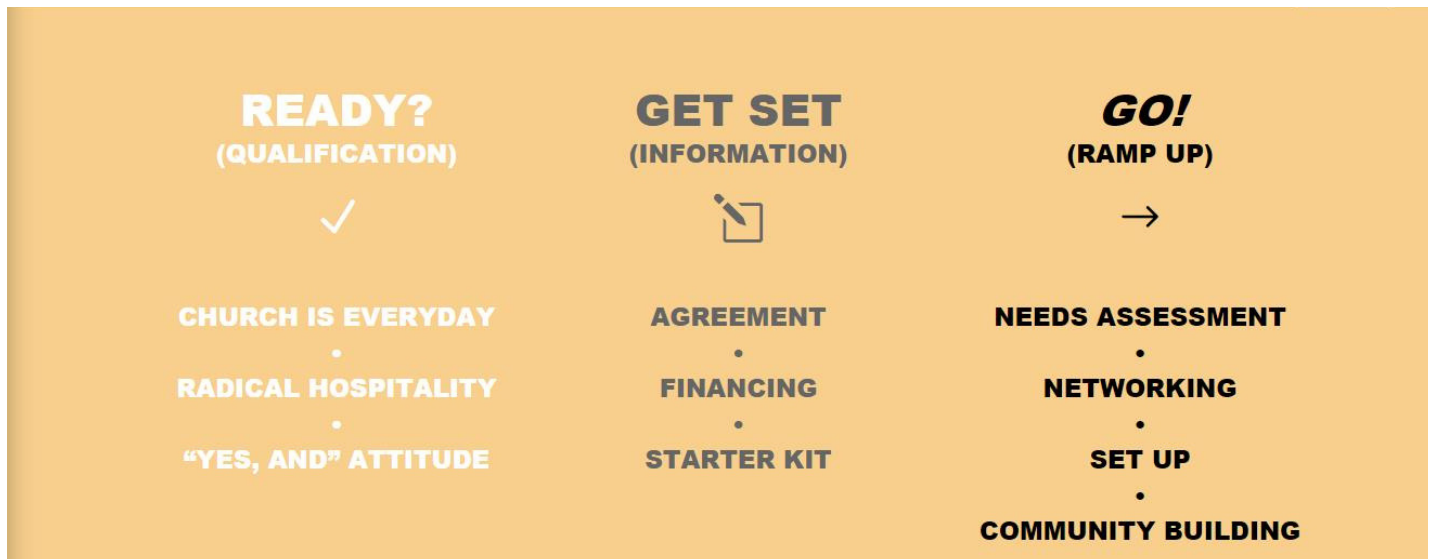 READY?
(QUALIFICATION)
CHURCH IS EVERYDAY
•
RADICAL HOSPITALITY
•
“YES, AND” ATTITUDE
GET SET
(INFORMATION)
AGREEMENT
•
FINANCING
•
STARTER KIT
GO!
(RAMP UP)
NEEDS ASSESSMENT
•
NETWORKING
•
SET UP
•
COMMUNITY BUILDING